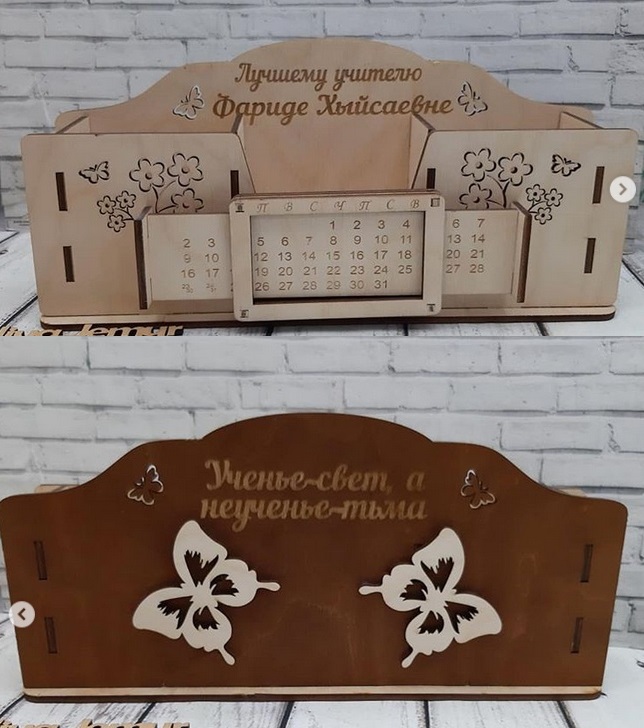 Лучшему учителю
Фариде Хыйсаевне
П В С Ч П С В
1 2 3 4 6 7
2 3 5 6 7 8 9 10 11 13 14
9 10 12 13 14 15 16 17 18 20 21
16 17 19 20 21 22 23 24 25 27 28
26 27 28 29 30 31
Ученье-свет, а
неученье-тьма